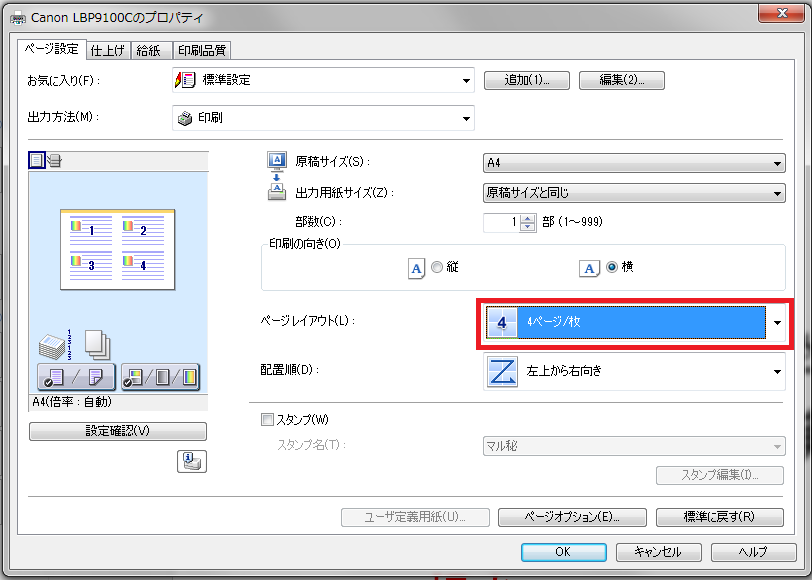 Canon LBP9100Cのプロパティ
ページ設定 仕上げ 給紙 印刷品質
お気に入り(F): 標準設定 追加(1)... 編集(2)...
出力方法(M): 印刷
原稿サイズ(S): A4
出力用紙サイズ(Z): 原稿サイズと同じ
部数(C): 1 部 (1～999)
印刷の向き(O)
A 縦 A 横
1 2
3 4
ページレイアウト(L): 4 4ページ/枚
配置順(D): 左上から右向き
A4(倍率: 自動)
設定確認(V)
スタンプ(W)
スタンプ名(T): マル秘
スタンプ編集(I)...
ユーザ定義用紙(U)... ページオプション(E)... 標準に戻す(R)
OK キャンセル ヘルプ